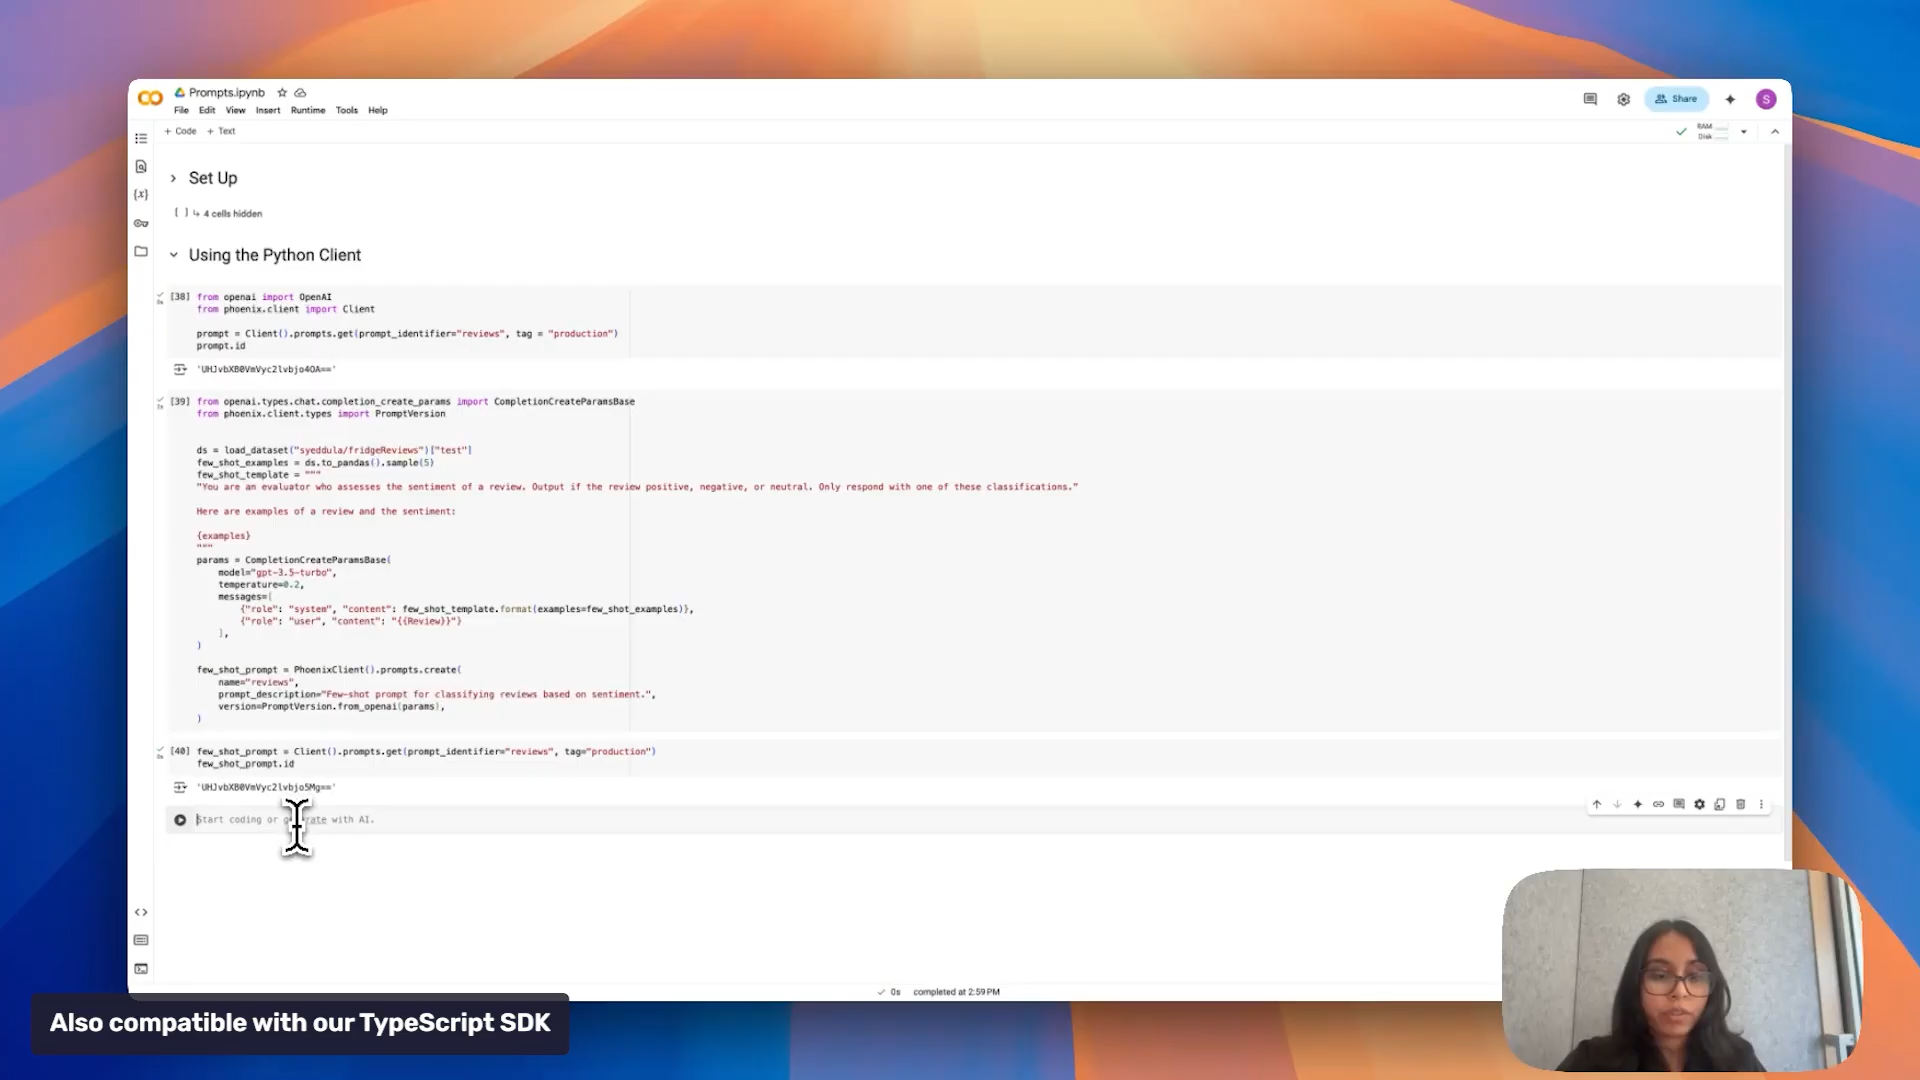 Prompts.ipynb
File Edit View Insert Runtime Tools Help
Share
S
+ Code + Text
RAM
Disk
Set Up
[ ] ↳ 4 cells hidden
Using the Python Client
[38] from openai import OpenAI
from phoenix.client import Client
prompt = Client().prompts.get(prompt_identifier="reviews", tag = "production")
prompt.id
'UHJvbXB0VmVyc2lvbjo4OA=='
[39] from openai.types.chat.completion_create_params import CompletionCreateParamsBase
from phoenix.client.types import PromptVersion
ds = load_dataset("syeddula/fridgeReviews")["test"]
few_shot_examples = ds.to_pandas().sample(5)
few_shot_template = """
"You are an evaluator who assesses the sentiment of a review. Output if the review positive, negative, or neutral. Only respond with one of these classifications."
Here are examples of a review and the sentiment:
{examples}
"""
params = CompletionCreateParamsBase(
model="gpt-3.5-turbo",
temperature=0.2,
messages=[
{"role": "system", "content": few_shot_template.format(examples=few_shot_examples)},
{"role": "user", "content": "{{Review}}"}
],
)
few_shot_prompt = PhoenixClient().prompts.create(
name="reviews",
prompt_description="Few-shot prompt for classifying reviews based on sentiment.",
version=PromptVersion.from_openai(params),
)
[40] few_shot_prompt = Client().prompts.get(prompt_identifier="reviews", tag="production")
few_shot_prompt.id
'UHJvbXB0VmVyc2lvbjo5Mg=='
Start coding or generate with AI.
0s completed at 2:59 PM
Also compatible with our TypeScript SDK